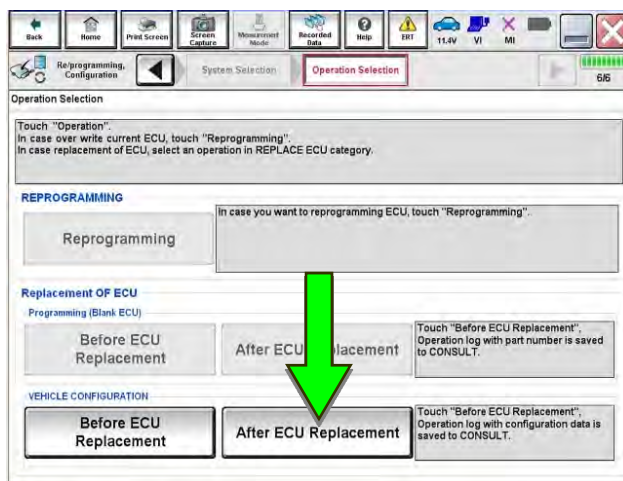 Back
Home
Print Screen
Screen
Capture
Measurement
Mode
Recorded
Data
Help
ERT
11.4V
VI
MI
Re/programming,
Configuration
System Selection
Operation Selection
6/6
Operation Selection
Touch "Operation".
In case over write current ECU, touch "Reprogramming".
In case replacement of ECU, select an operation in REPLACE ECU category.
REPROGRAMMING
Reprogramming
In case you want to reprogramming ECU, touch "Reprogramming".
Replacement OF ECU
Programming (Blank ECU)
Before ECU
Replacement
After ECU lacement
Touch "Before ECU Replacement",
Operation log with part number is saved
to CONSULT.
VEHICLE CONFIGURATION
Before ECU
Replacement
After ECU Replacement
Touch "Before ECU Replacement",
Operation log with configuration data is
saved to CONSULT.